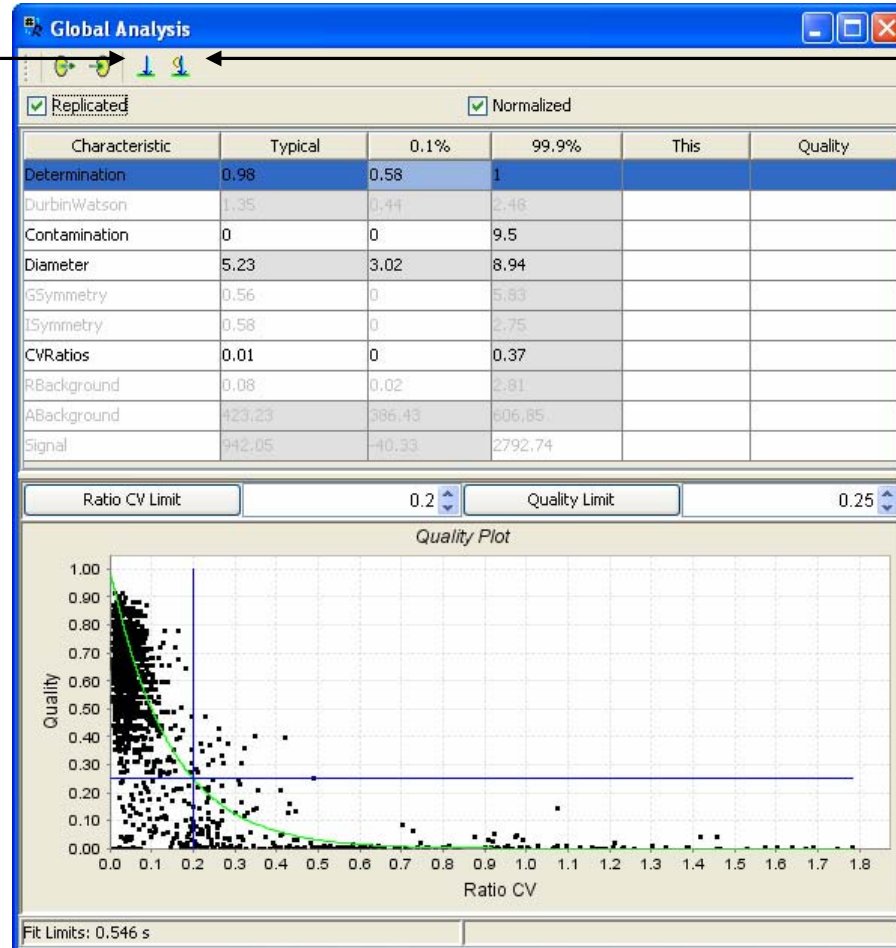 Global Analysis
Replicated Normalized
Characteristic Typical 0.1% 99.9% This Quality
Determination 0.98 0.58 1
DurbinWatson 1.35 0.44 2.48
Contamination 0 0 9.5
Diameter 5.23 3.02 8.94
GSymmetry 0.56 0 5.83
ISymmetry 0.58 0 2.75
CVRatios 0.01 0 0.37
RBackground 0.08 0.02 2.81
ABackground 423.23 386.43 606.85
Signal 942.05 -40.33 2792.74
Ratio CV Limit 0.2 Quality Limit 0.25
Quality Plot
1.00
0.90
0.80
0.70
0.60
0.50
0.40
0.30
0.20
0.10
0.00
Quality
0.0 0.1 0.2 0.3 0.4 0.5 0.6 0.7 0.8 0.9 1.0 1.1 1.2 1.3 1.4 1.5 1.6 1.7 1.8
Ratio CV
Fit Limits: 0.546 s